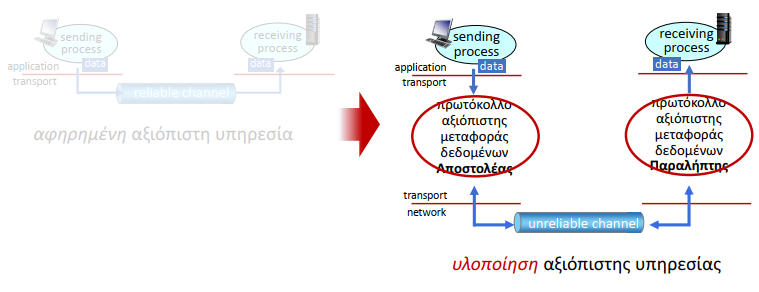 sending
process
data
receiving
process
data
application
transport
reliable channel
αφηρημένη αξιόπιστη υπηρεσία
sending
process
data
receiving
process
data
application
transport
πρωτόκολλο
αξιόπιστης
μεταφοράς
δεδομένων
Αποστολέας
πρωτόκολλο
αξιόπιστης
μεταφοράς
δεδομένων
Παραλήπτης
transport
network
unreliable channel
υλοποίηση αξιόπιστης υπηρεσίας